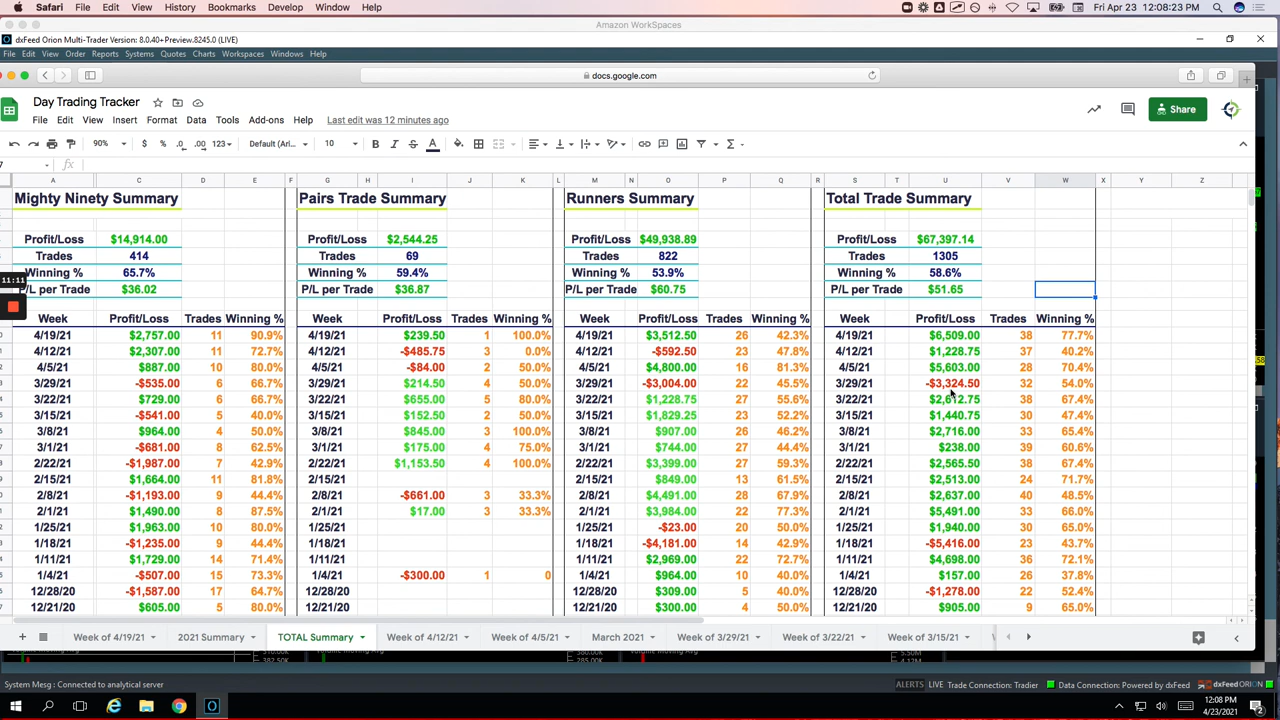 Safari File Edit View History Bookmarks Develop Window Help Fri Apr 23 12:08:23 PM
Amazon WorkSpaces
dxFeed Orion Multi-Trader Version: 8.0.40+Preview.8245.0 (LIVE)
File Edit View Orders Reports Systems Quotes Charts Workspaces Windows Help
docs.google.com
Day Trading Tracker
File Edit View Insert Format Data Tools Add-ons Help Last edit was 12 minutes ago
Share
90% $ % .0 .00 123 Default (Ari... 10 B I S A
fx
A C D E F G H I J K L M N O P Q R S T U V W X Y Z
Mighty Ninety Summary Pairs Trade Summary Runners Summary Total Trade Summary
Profit/Loss $14,914.00 Profit/Loss $2,544.25 Profit/Loss $49,938.89 Profit/Loss $67,397.14
Trades 414 Trades 69 Trades 822 Trades 1305
Winning % 65.7% Winning % 59.4% Winning % 53.9% Winning % 58.6%
11:11
P/L per Trade $36.02 P/L per Trade $36.87 P/L per Trade $60.75 P/L per Trade $51.65
Week Profit/Loss Trades Winning % Week Profit/Loss Trades Winning % Week Profit/Loss Trades Winning % Week Profit/Loss Trades Winning %
4/19/21 $2,757.00 11 90.9% 4/19/21 $239.50 1 100.0% 4/19/21 $3,512.50 26 42.3% 4/19/21 $6,509.00 38 77.7%
4/12/21 $2,307.00 11 72.7% 4/12/21 -$485.75 3 0.0% 4/12/21 -$592.50 23 47.8% 4/12/21 $1,228.75 37 40.2%
4/5/21 $887.00 10 80.0% 4/5/21 -$84.00 2 50.0% 4/5/21 $4,800.00 16 81.3% 4/5/21 $5,603.00 28 70.4%
3/29/21 -$535.00 6 66.7% 3/29/21 $214.50 4 50.0% 3/29/21 -$3,004.00 22 45.5% 3/29/21 -$3,324.50 32 54.0%
3/22/21 $729.00 6 66.7% 3/22/21 $655.00 5 80.0% 3/22/21 $1,228.75 27 55.6% 3/22/21 38 67.4%
3/15/21 -$541.00 5 40.0% 3/15/21 $152.50 2 50.0% 3/15/21 $1,829.25 23 52.2% 3/15/21 $1,440.75 30 47.4%
3/8/21 $964.00 4 50.0% 3/8/21 $845.00 3 100.0% 3/8/21 $907.00 26 46.2% 3/8/21 $2,716.00 33 65.4%
3/1/21 -$681.00 8 62.5% 3/1/21 $175.00 4 75.0% 3/1/21 $744.00 27 44.4% 3/1/21 $238.00 39 60.6%
2/22/21 -$1,987.00 7 42.9% 2/22/21 $1,153.50 4 100.0% 2/22/21 $3,399.00 27 59.3% 2/22/21 $2,565.50 38 67.4%
2/15/21 $1,664.00 11 81.8% 2/15/21 2/15/21 $849.00 13 61.5% 2/15/21 $2,513.00 24 71.7%
2/8/21 -$1,193.00 9 44.4% 2/8/21 -$661.00 3 33.3% 2/8/21 $4,491.00 28 67.9% 2/8/21 $2,637.00 40 48.5%
2/1/21 $1,490.00 8 87.5% 2/1/21 $17.00 3 33.3% 2/1/21 $3,984.00 22 77.3% 2/1/21 $5,491.00 33 66.0%
1/25/21 $1,963.00 10 80.0% 1/25/21 1/25/21 -$23.00 20 50.0% 1/25/21 $1,940.00 30 65.0%
1/18/21 -$1,235.00 9 44.4% 1/18/21 1/18/21 -$4,181.00 14 42.9% 1/18/21 -$5,416.00 23 43.7%
1/11/21 $1,729.00 14 71.4% 1/11/21 1/11/21 $2,969.00 22 72.7% 1/11/21 $4,698.00 36 72.1%
1/4/21 -$507.00 15 73.3% 1/4/21 -$300.00 1 0 1/4/21 $964.00 10 40.0% 1/4/21 $157.00 26 37.8%
12/28/20 -$1,587.00 17 64.7% 12/28/20 12/28/20 $309.00 5 40.0% 12/28/20 -$1,278.00 22 52.4%
12/21/20 $605.00 5 80.0% 12/21/20 12/21/20 $300.00 4 50.0% 12/21/20 $905.00 9 65.0%
Week of 4/19/21 2021 Summary TOTAL Summary Week of 4/12/21 Week of 4/5/21 March 2021 Week of 3/29/21 Week of 3/22/21 Week of 3/15/21
System Mesg : Connected to analytical server ALERTS LIVE Trade Connection: Tradier Data Connection: Powered by dxFeed dxFeed ORION
12:08 PM
4/23/2021